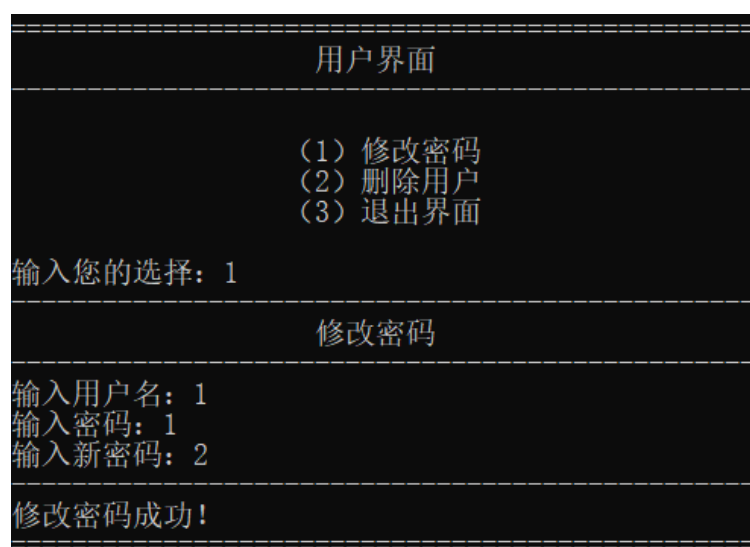 用户界面
（1）修改密码
（2）删除用户
（3）退出界面
输入您的选择：1
修改密码
输入用户名：1
输入密码：1
输入新密码：2
修改密码成功！